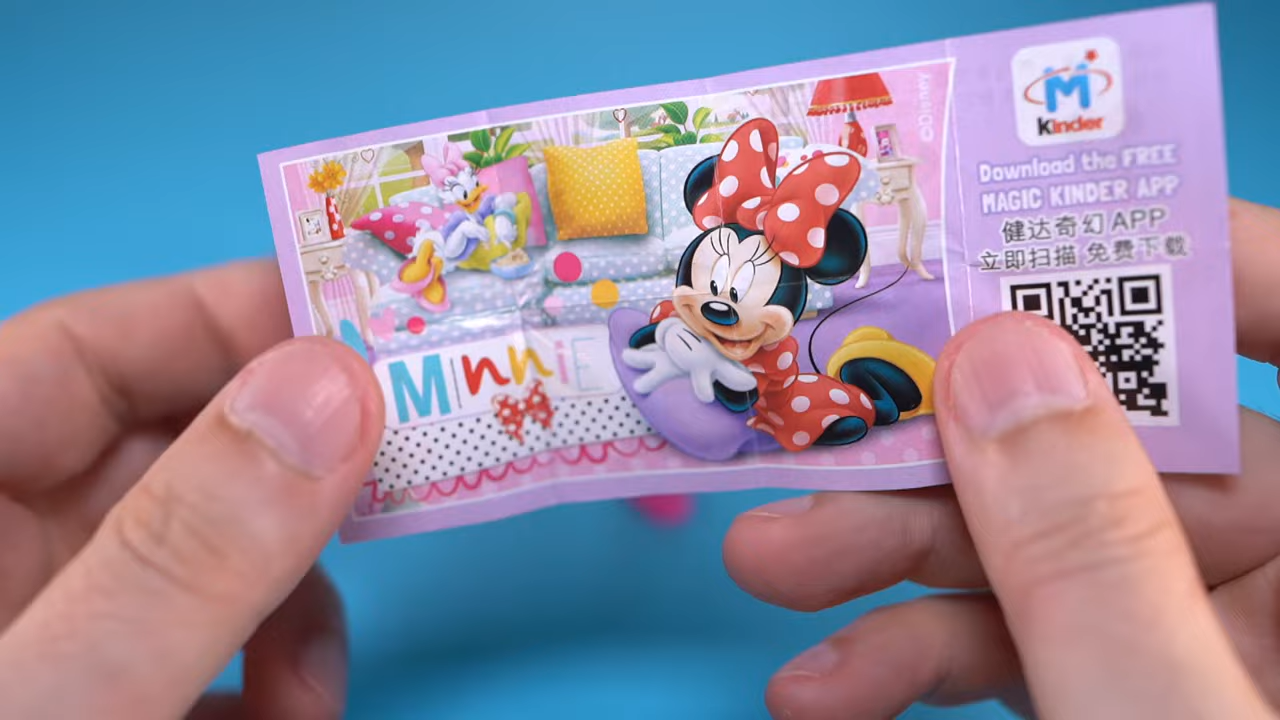 MinniE
©Disney
M
Kinder
Download the FREE
MAGIC KINDER APP
健达奇幻APP
立即扫描 免费下载